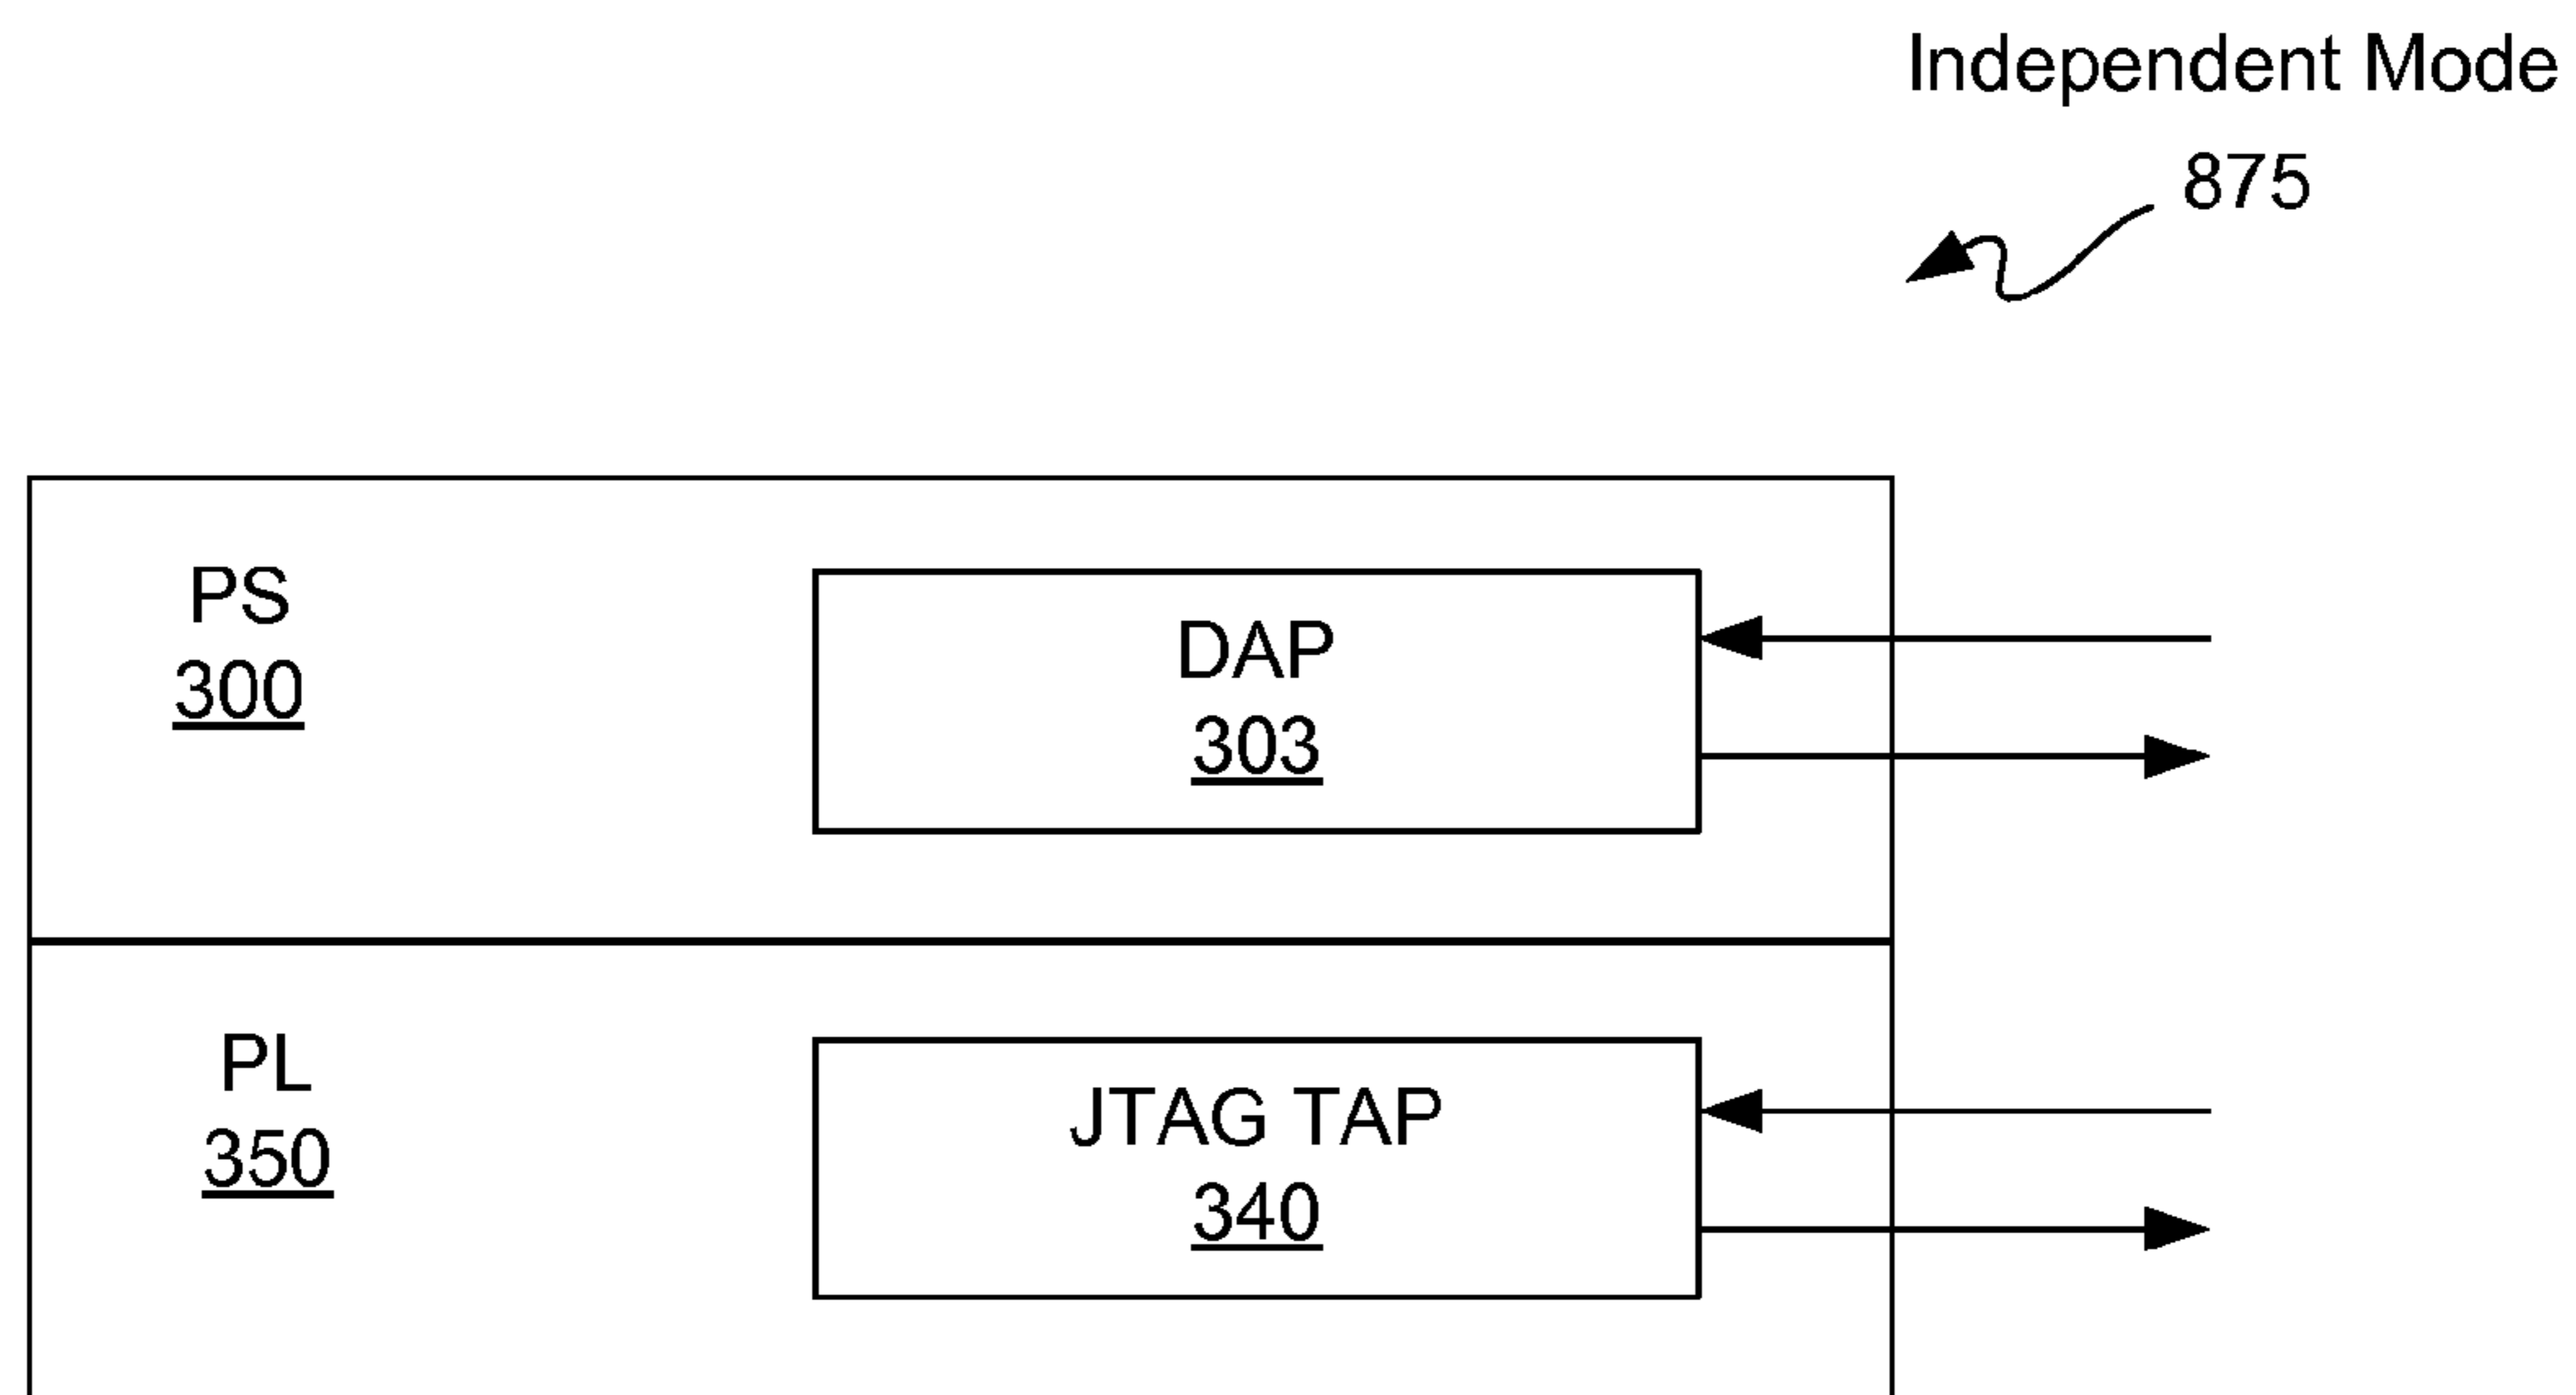 Independent Mode
875
PS
300
DAP
303
PL
350
JTAG TAP
340